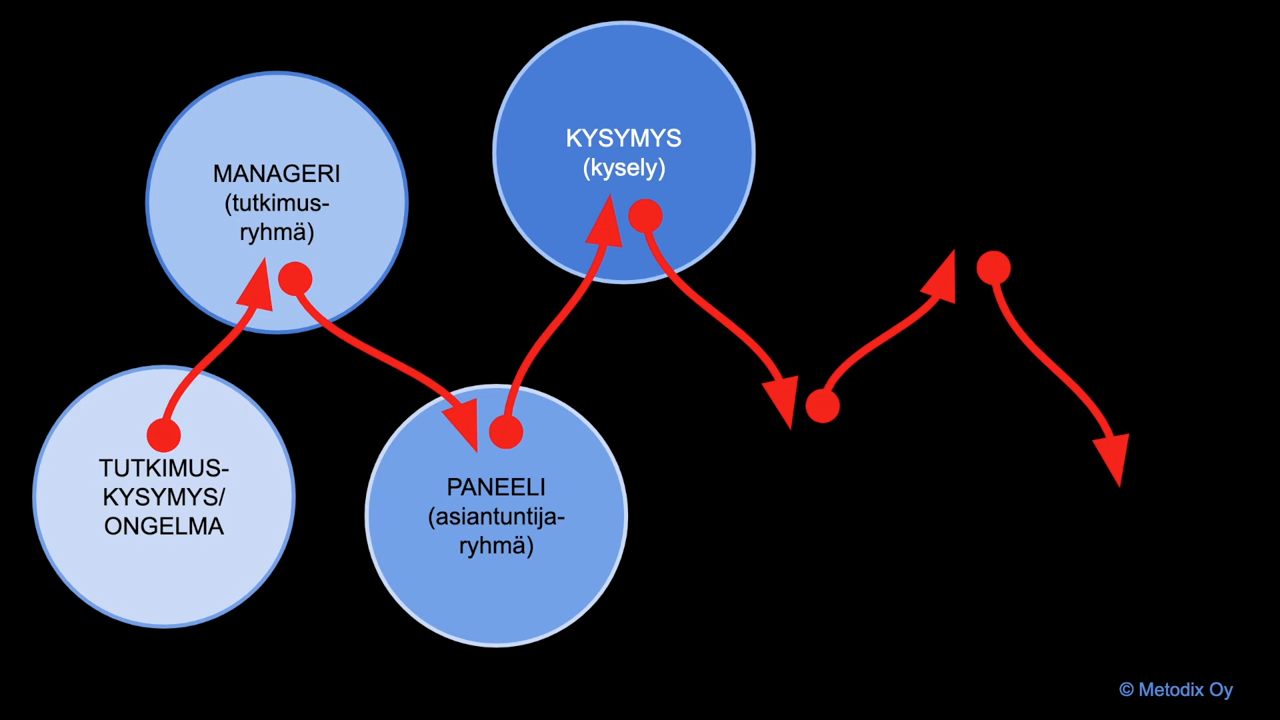 KYSYMYS
(kysely)
MANAGERI
(tutkimus-
ryhmä)
TUTKIMUS-
KYSYMYS/
ONGELMA
PANEELI
(asiantuntija-
ryhmä)
© Metodix Oy